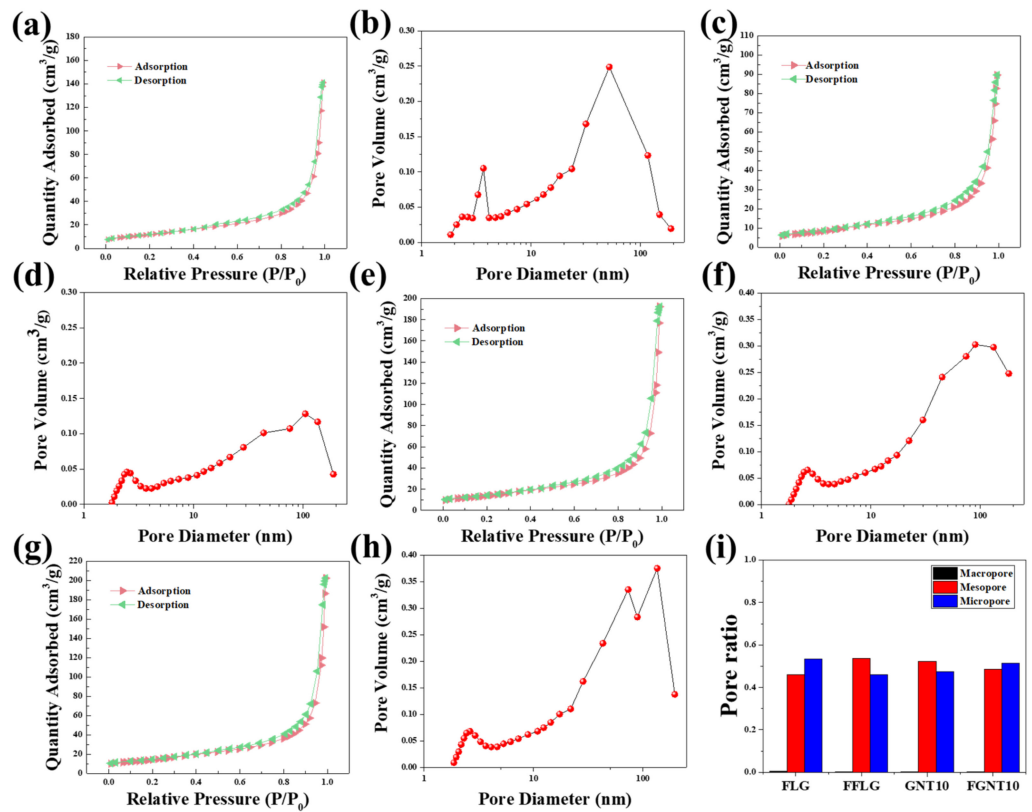 (a)
Quantity Adsorbed (cm³/g)
180
160
140
120
100
80
60
40
20
0
Adsorption
Desorption
0.0 0.2 0.4 0.6 0.8 1.0
Relative Pressure (P/P₀)
(b)
Pore Volume (cm³/g)
0.30
0.25
0.20
0.15
0.10
0.05
0.00
1 10 100
Pore Diameter (nm)
(c)
Quantity Adsorbed (cm³/g)
110
100
90
80
70
60
50
40
30
20
10
0
Adsorption
Desorption
0.0 0.2 0.4 0.6 0.8 1.0
Relative Pressure (P/P₀)
(d)
Pore Volume (cm³/g)
0.30
0.25
0.20
0.15
0.10
0.05
0.00
1 10 100
Pore Diameter (nm)
(e)
Quantity Adsorbed (cm³/g)
200
180
160
140
120
100
80
60
40
20
0
Adsorption
Desorption
0.0 0.2 0.4 0.6 0.8 1.0
Relative Pressure (P/P₀)
(f)
Pore Volume (cm³/g)
0.40
0.35
0.30
0.25
0.20
0.15
0.10
0.05
0.00
1 10 100
Pore Diameter (nm)
(g)
Quantity Adsorbed (cm³/g)
220
200
180
160
140
120
100
80
60
40
20
0
Adsorption
Desorption
0.0 0.2 0.4 0.6 0.8 1.0
Relative Pressure (P/P₀)
(h)
Pore Volume (cm³/g)
0.40
0.30
0.20
0.10
0.00
1 10 100
Pore Diameter (nm)
(i)
Pore ratio
1.0
0.8
0.6
0.4
0.2
0.0
Macropore
Mesopore
Micropore
FLG FFLG GNT10 FGNT10